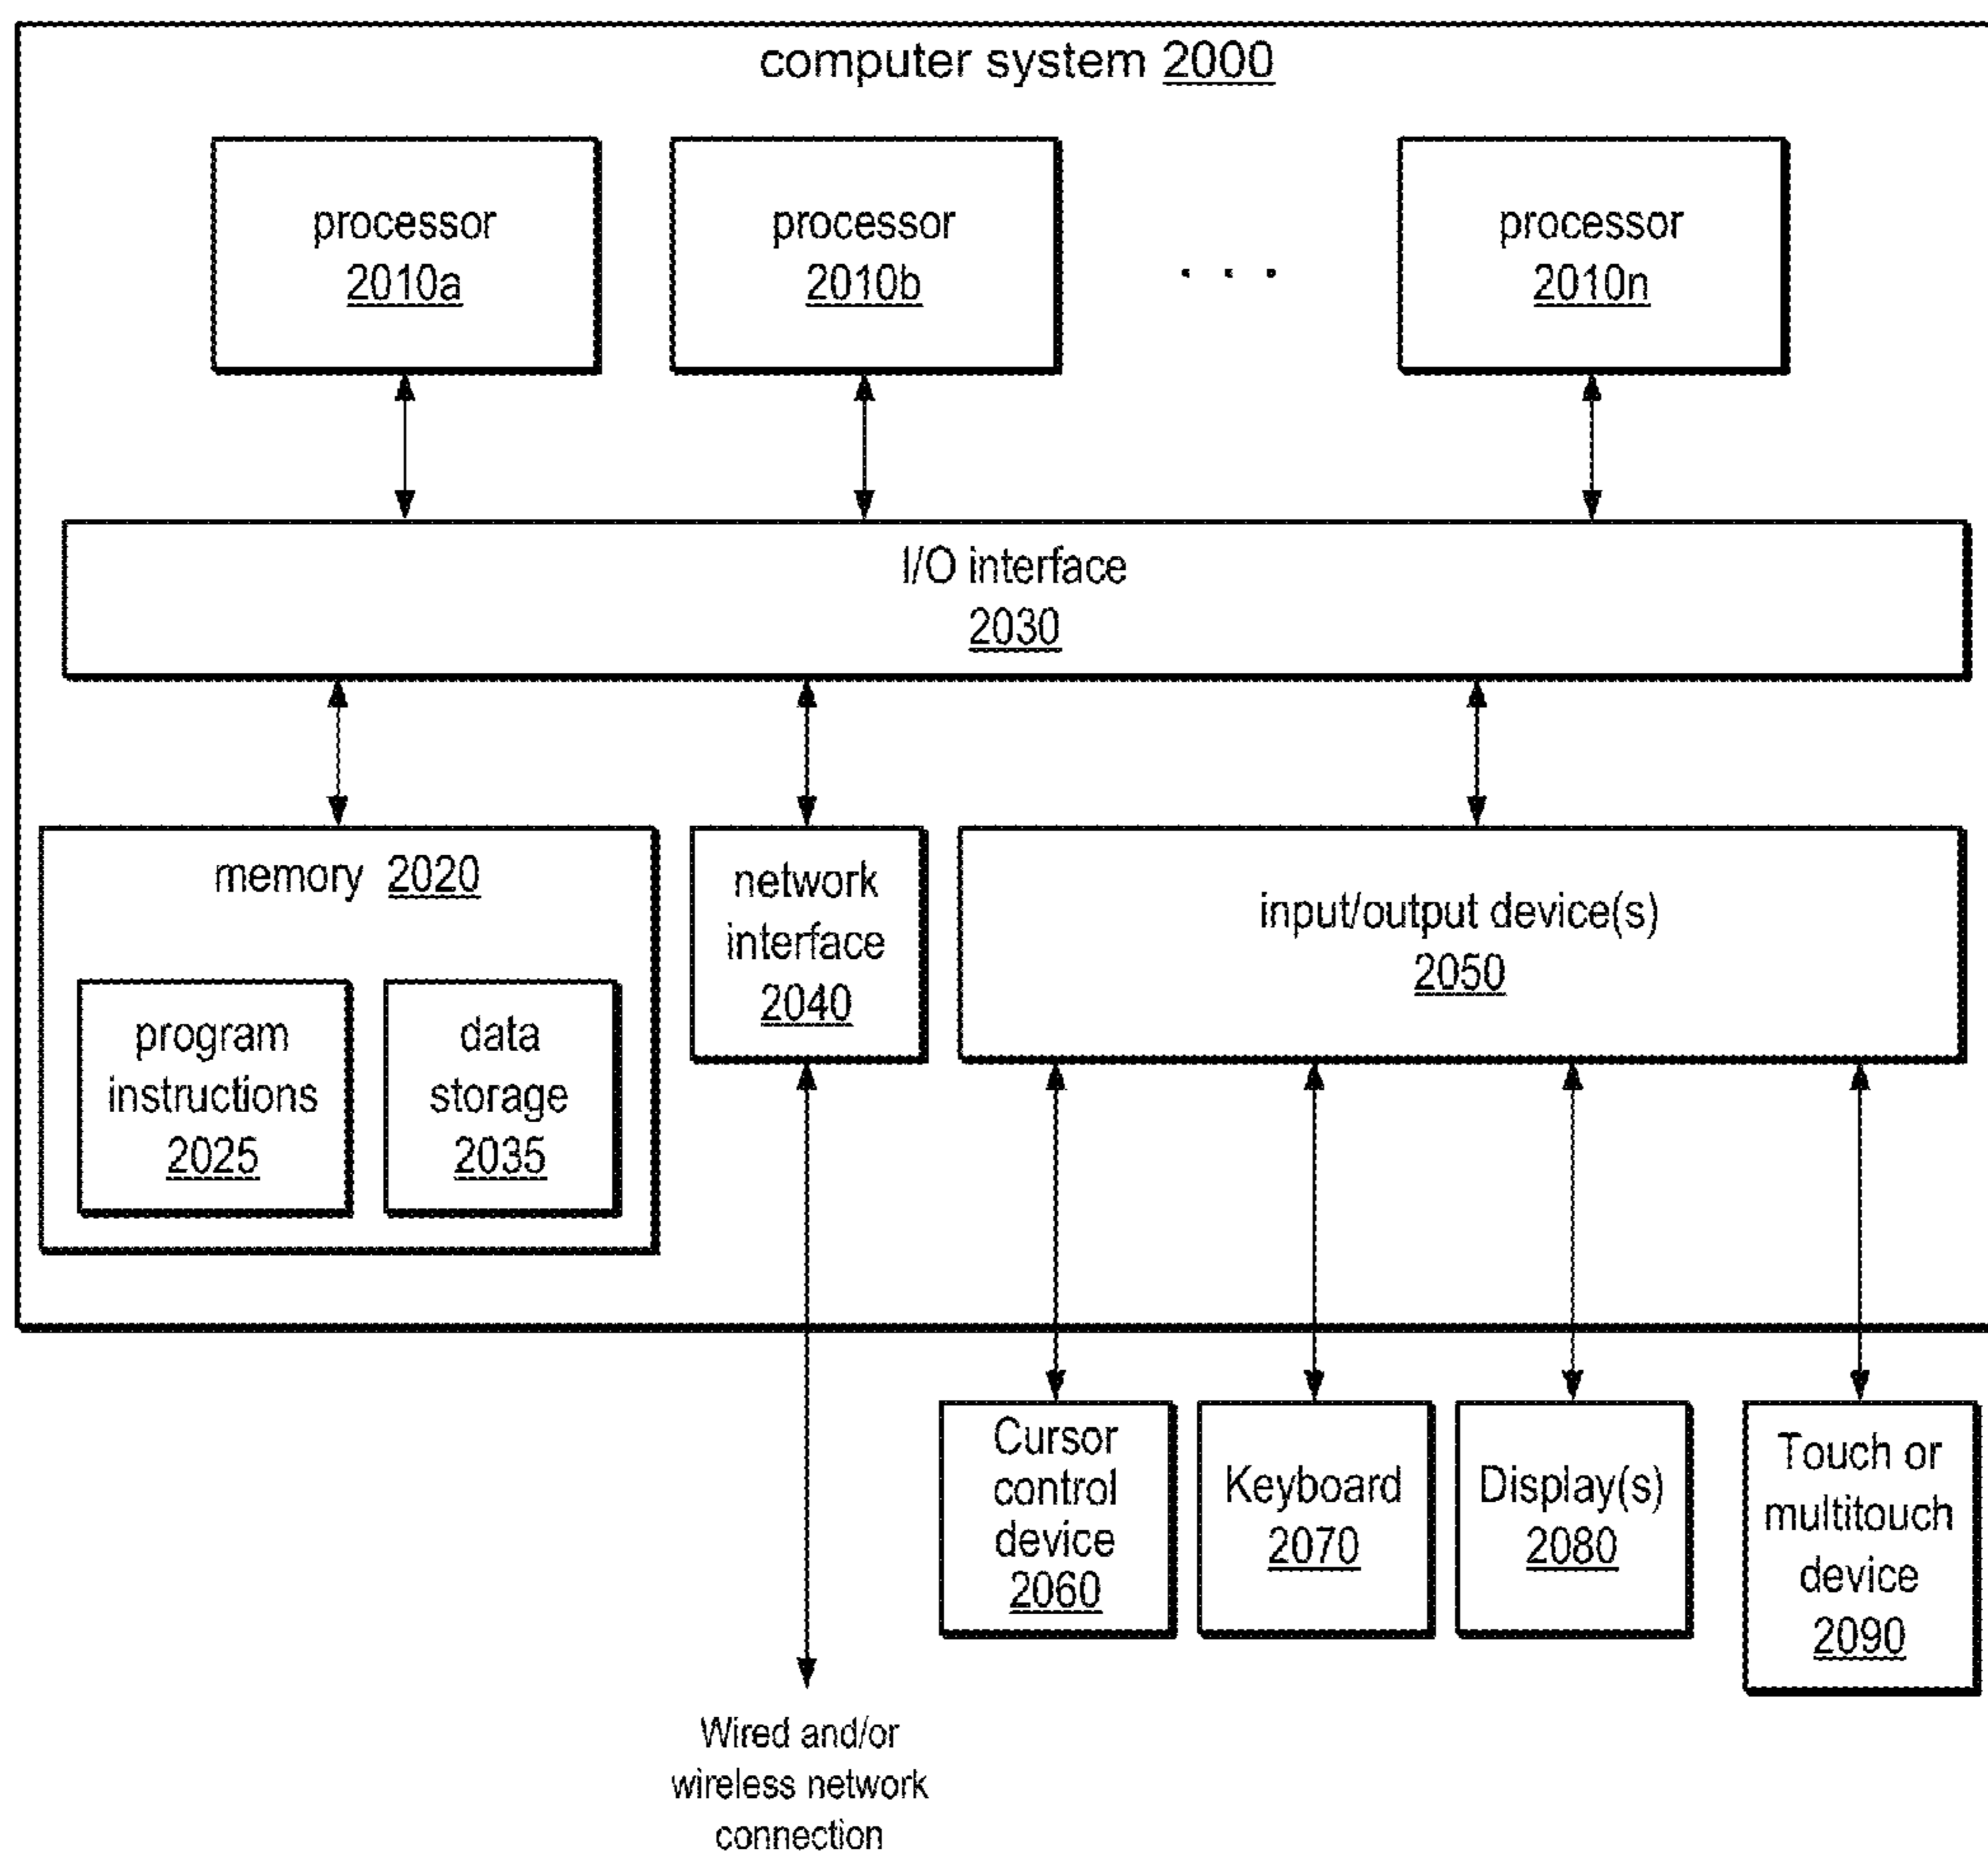 computer system 2000
processor
2010a
processor
2010b
. . .
processor
2010n
I/O interface
2030
memory 2020
program
instructions
2025
data
storage
2035
network
interface
2040
input/output device(s)
2050
Cursor
control
device
2060
Keyboard
2070
Display(s)
2080
Touch or
multitouch
device
2090
Wired and/or
wireless network
connection